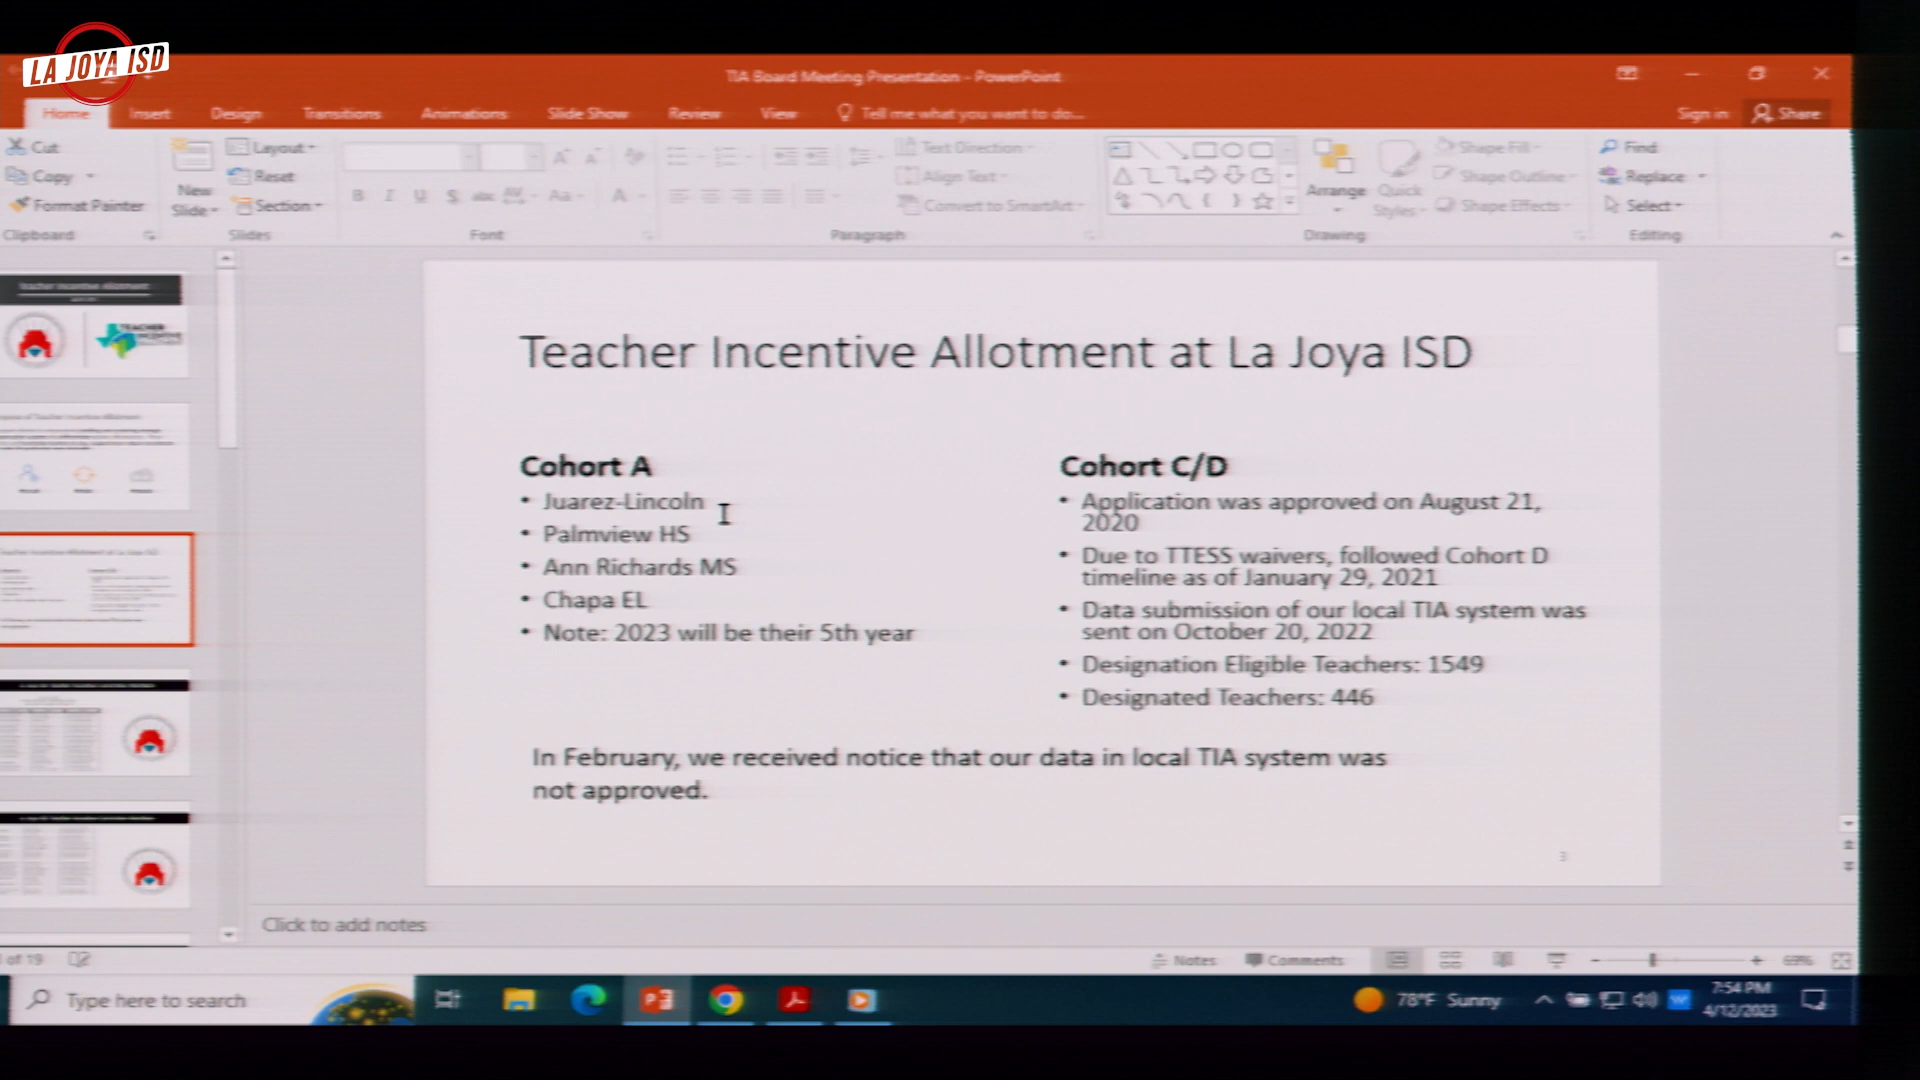 LA JOYA ISD
TIA Board Meeting Presentation - PowerPoint
Home Insert Design Transitions Animations Slide Show Review View Tell me what you want to do... Sign in Share
Cut
Copy
Format Painter
Clipboard
New
Slide
Layout
Reset
Section
Slides
Font
Text Direction
Align Text
Convert to SmartArt
Paragraph
Arrange
Quick
Styles
Shape Fill
Shape Outline
Shape Effects
Drawing
Find
Replace
Select
Editing
Teacher Incentive Allotment
Teacher Incentive Allotment at La Joya ISD
Cohort A
• Juarez-Lincoln
• Palmview HS
• Ann Richards MS
• Chapa EL
• Note: 2023 will be their 5th year
Cohort C/D
• Application was approved on August 21,
2020
• Due to TTESS waivers, followed Cohort D
timeline as of January 29, 2021
• Data submission of our local TIA system was
sent on October 20, 2022
• Designation Eligible Teachers: 1549
• Designated Teachers: 446
In February, we received notice that our data in local TIA system was
not approved.
3
Click to add notes
of 19
Notes Comments 69%
Type here to search
78°F Sunny
7:54 PM
4/12/2023